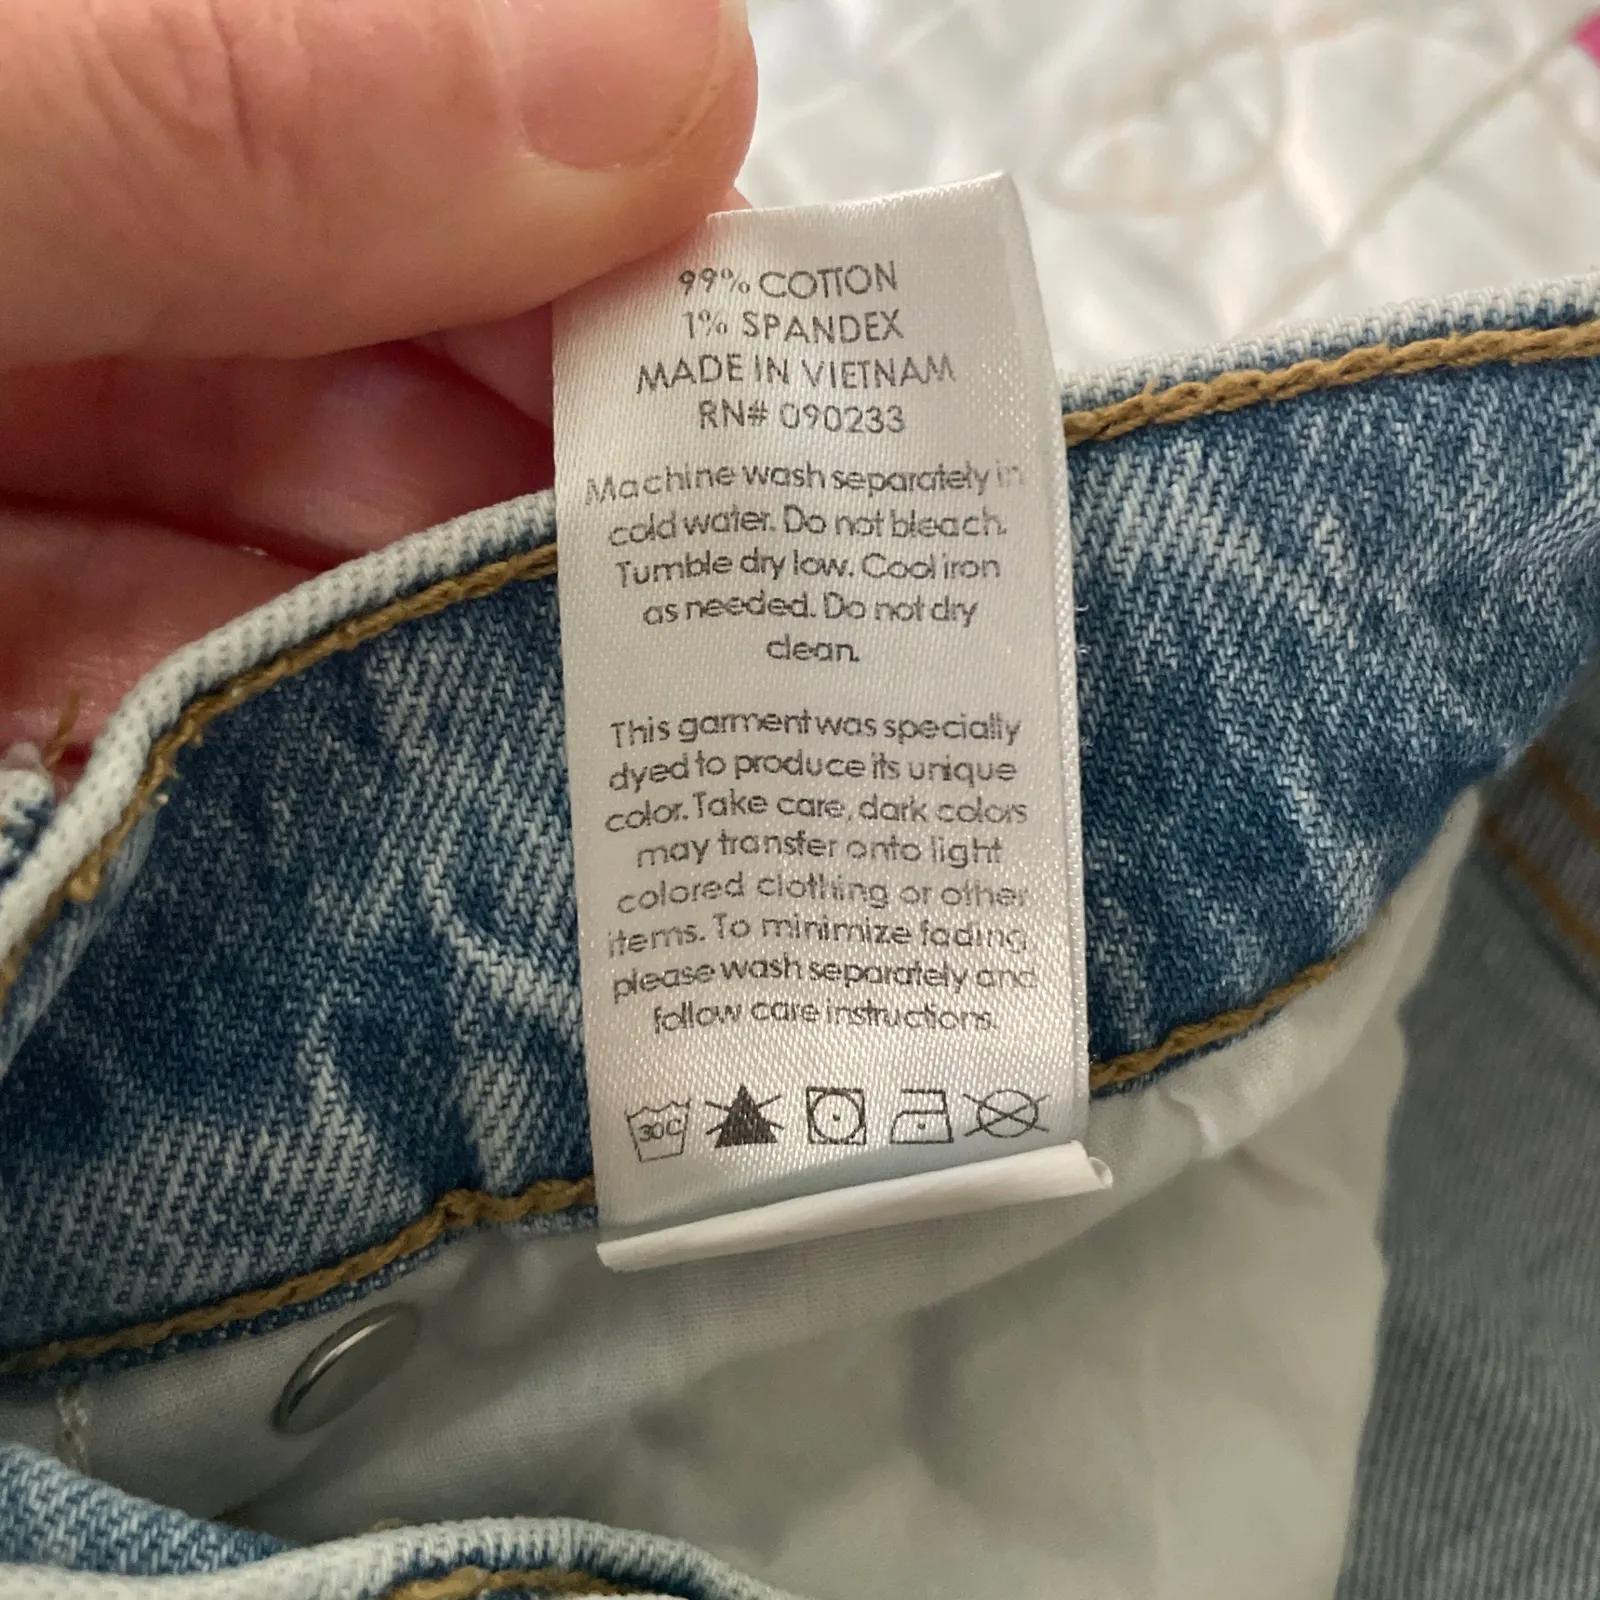 99% COTTON
1% SPANDEX
MADE IN VIETNAM
RN# 090233
Machine wash separately in
cold water. Do not bleach.
Tumble dry low. Cool iron
as needed. Do not dry
clean.
This garment was specially
dyed to produce its unique
color. Take care, dark colors
may transfer onto light
colored clothing or other
items. To minimize fading
please wash separately and
follow care instructions.
30C